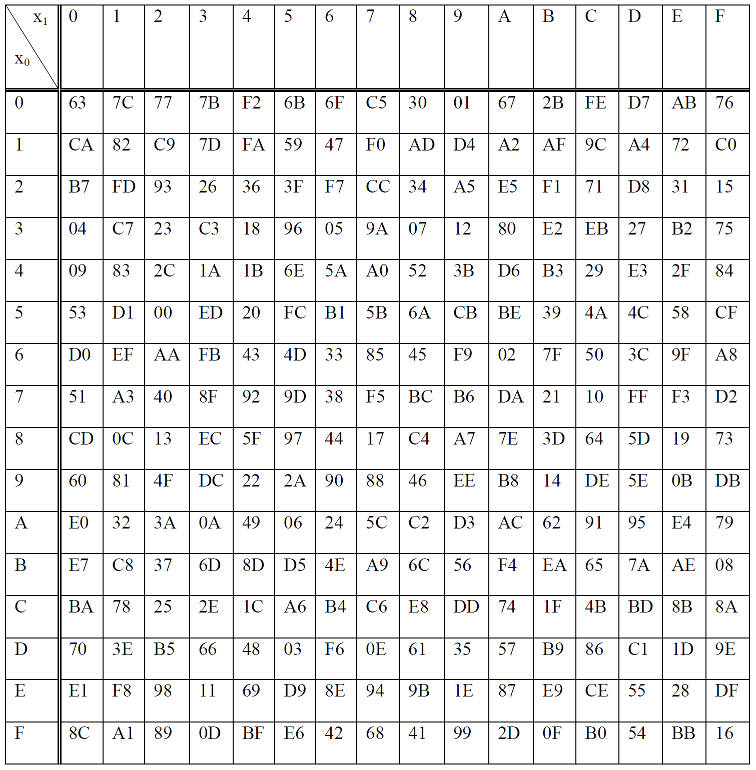 x₁ 0 1 2 3 4 5 6 7 8 9 A B C D E F
x₀
0 63 7C 77 7B F2 6B 6F C5 30 01 67 2B FE D7 AB 76
1 CA 82 C9 7D FA 59 47 F0 AD D4 A2 AF 9C A4 72 C0
2 B7 FD 93 26 36 3F F7 CC 34 A5 E5 F1 71 D8 31 15
3 04 C7 23 C3 18 96 05 9A 07 12 80 E2 EB 27 B2 75
4 09 83 2C 1A 1B 6E 5A A0 52 3B D6 B3 29 E3 2F 84
5 53 D1 00 ED 20 FC B1 5B 6A CB BE 39 4A 4C 58 CF
6 D0 EF AA FB 43 4D 33 85 45 F9 02 7F 50 3C 9F A8
7 51 A3 40 8F 92 9D 38 F5 BC B6 DA 21 10 FF F3 D2
8 CD 0C 13 EC 5F 97 44 17 C4 A7 7E 3D 64 5D 19 73
9 60 81 4F DC 22 2A 90 88 46 EE B8 14 DE 5E 0B DB
A E0 32 3A 0A 49 06 24 5C C2 D3 AC 62 91 95 E4 79
B E7 C8 37 6D 8D D5 4E A9 6C 56 F4 EA 65 7A AE 08
C BA 78 25 2E 1C A6 B4 C6 E8 DD 74 1F 4B BD 8B 8A
D 70 3E B5 66 48 03 F6 0E 61 35 57 B9 86 C1 1D 9E
E E1 F8 98 11 69 D9 8E 94 9B 1E 87 E9 CE 55 28 DF
F 8C A1 89 0D BF E6 42 68 41 99 2D 0F B0 54 BB 16